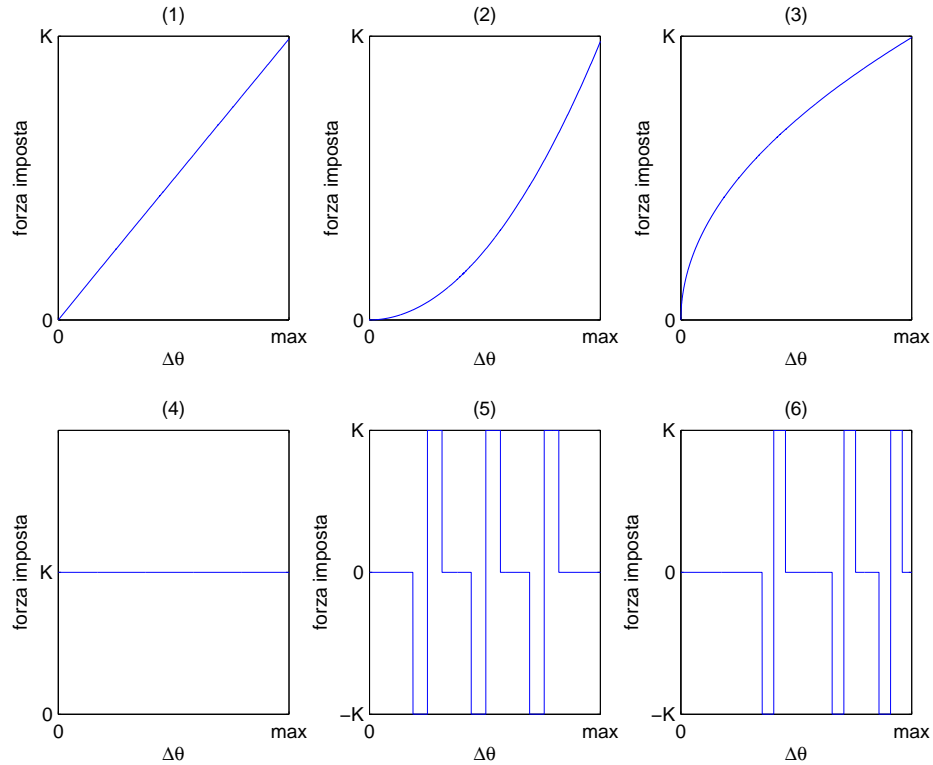 (1)
K
forza imposta
0
0
max
Δθ
(2)
K
forza imposta
0
0
max
Δθ
(3)
K
forza imposta
0
0
max
Δθ
(4)
K
forza imposta
0
0
max
Δθ
(5)
K
0
forza imposta
−K
0
max
Δθ
(6)
K
0
forza imposta
−K
0
max
Δθ